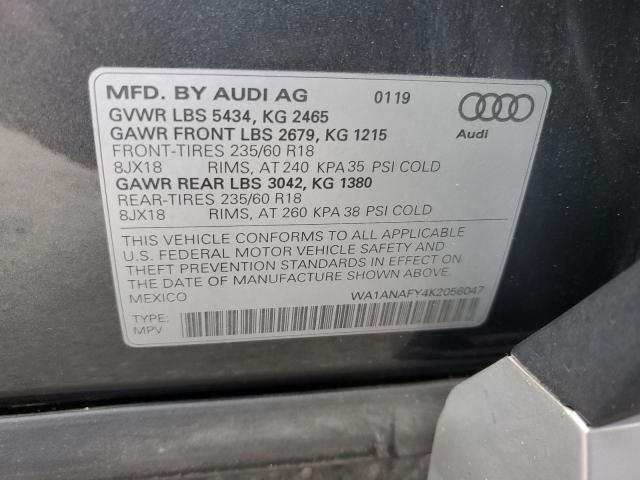 MFD. BY AUDI AG 0119
GVWR LBS 5434, KG 2465
GAWR FRONT LBS 2679, KG 1215
FRONT-TIRES 235/60 R18
8JX18 RIMS, AT 240 KPA 35 PSI COLD
GAWR REAR LBS 3042, KG 1380
REAR-TIRES 235/60 R18
8JX18 RIMS, AT 260 KPA 38 PSI COLD
Audi
THIS VEHICLE CONFORMS TO ALL APPLICABLE
U.S. FEDERAL MOTOR VEHICLE SAFETY AND
THEFT PREVENTION STANDARDS IN EFFECT ON
THE DATE OF MANUFACTURE SHOWN ABOVE.
MEXICO WA1ANAFY4K2056047
TYPE:
MPV